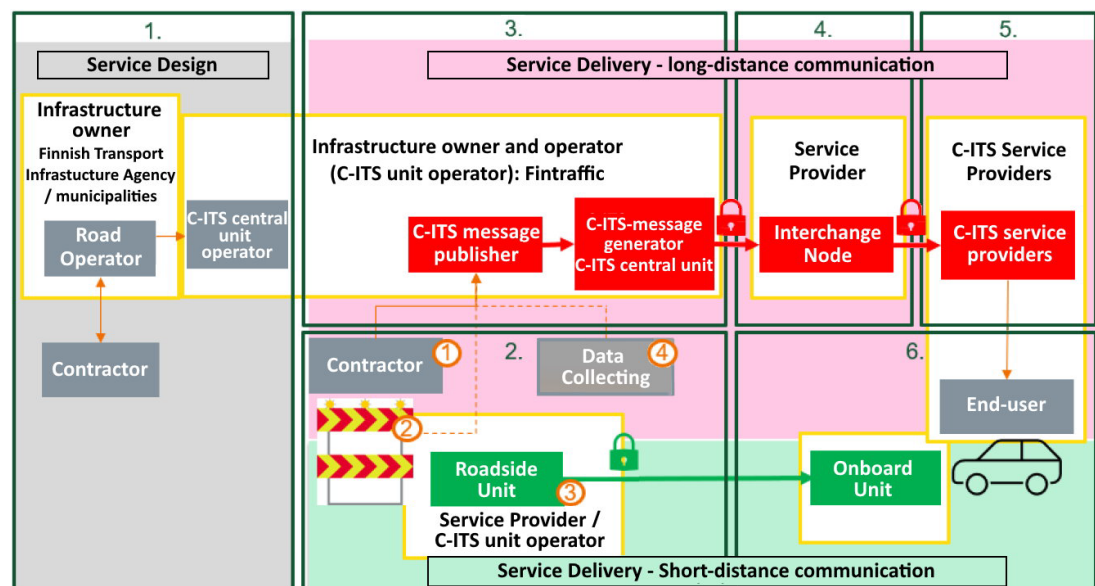 1.
Service Design
Infrastructure
owner
Finnish Transport
Infrastucture Agency
/ municipalities
Road
Operator
C-ITS central
unit
operator
Contractor
3.
4.
5.
Service Delivery - long-distance communication
Infrastructure owner and operator
(C-ITS unit operator): Fintraffic
C-ITS message
publisher
C-ITS-message
generator
C-ITS central unit
Service
Provider
Interchange
Node
C-ITS Service
Providers
C-ITS service
providers
2.
6.
Contractor
1
Data
Collecting
4
2
Roadside
Unit
3
Service Provider /
C-ITS unit operator
End-user
Onboard
Unit
Service Delivery - Short-distance communication